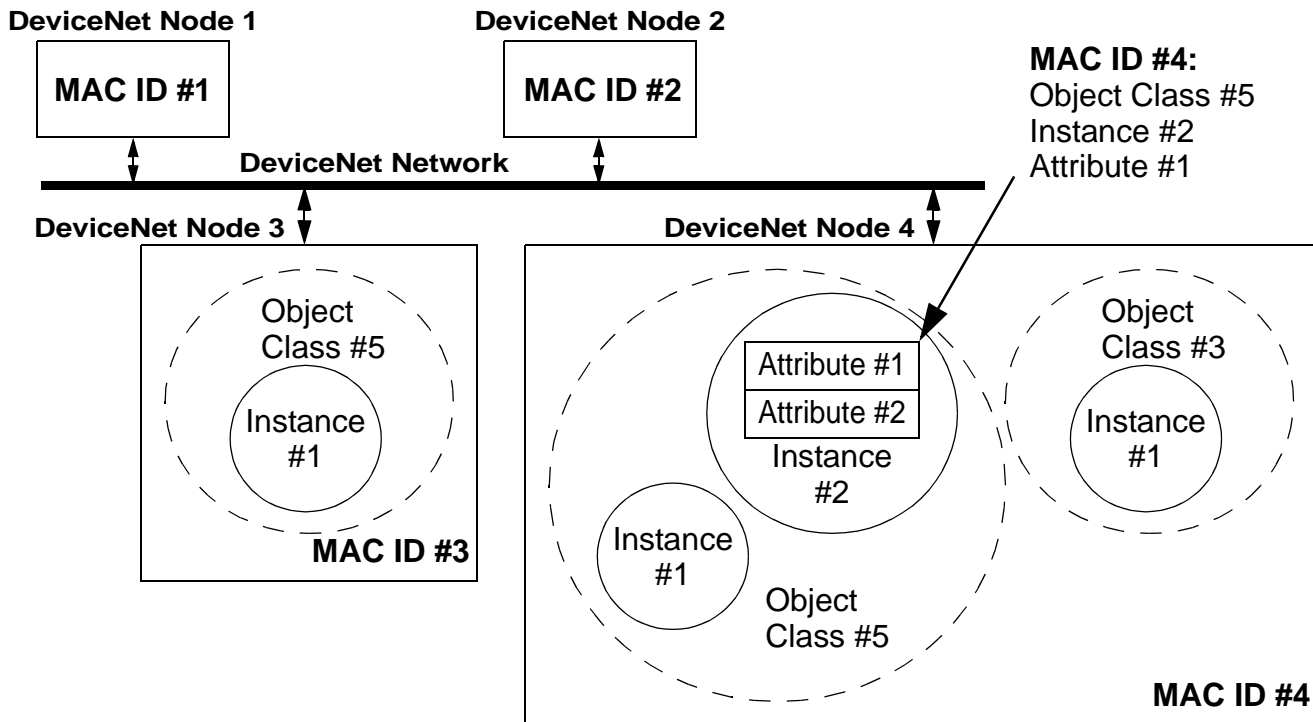 DeviceNet Node 1
MAC ID #1
DeviceNet Node 2
MAC ID #2
MAC ID #4:
Object Class #5
Instance #2
Attribute #1
DeviceNet Network
DeviceNet Node 3
Object
Class #5
Instance
#1
MAC ID #3
DeviceNet Node 4
Attribute #1
Attribute #2
Instance
#2
Instance
#1
Object
Class #5
Object
Class #3
Instance
#1
MAC ID #4